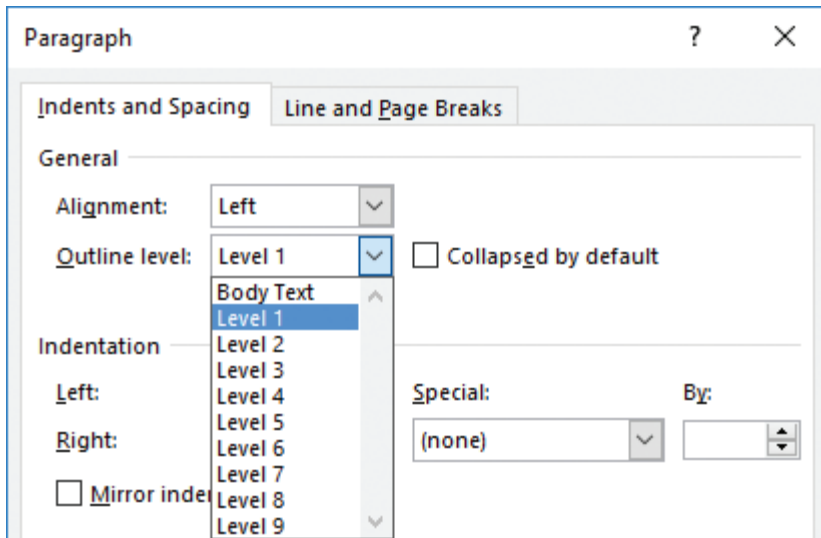 Paragraph ?
Indents and Spacing Line and Page Breaks
General
Alignment: Left
Outline level: Level 1 Collapsed by default
Body Text
Level 1
Level 2
Indentation
Level 3
Left: Level 4 Special: By:
Level 5
Right: Level 6 (none)
Level 7
Mirror inde Level 8
Level 9